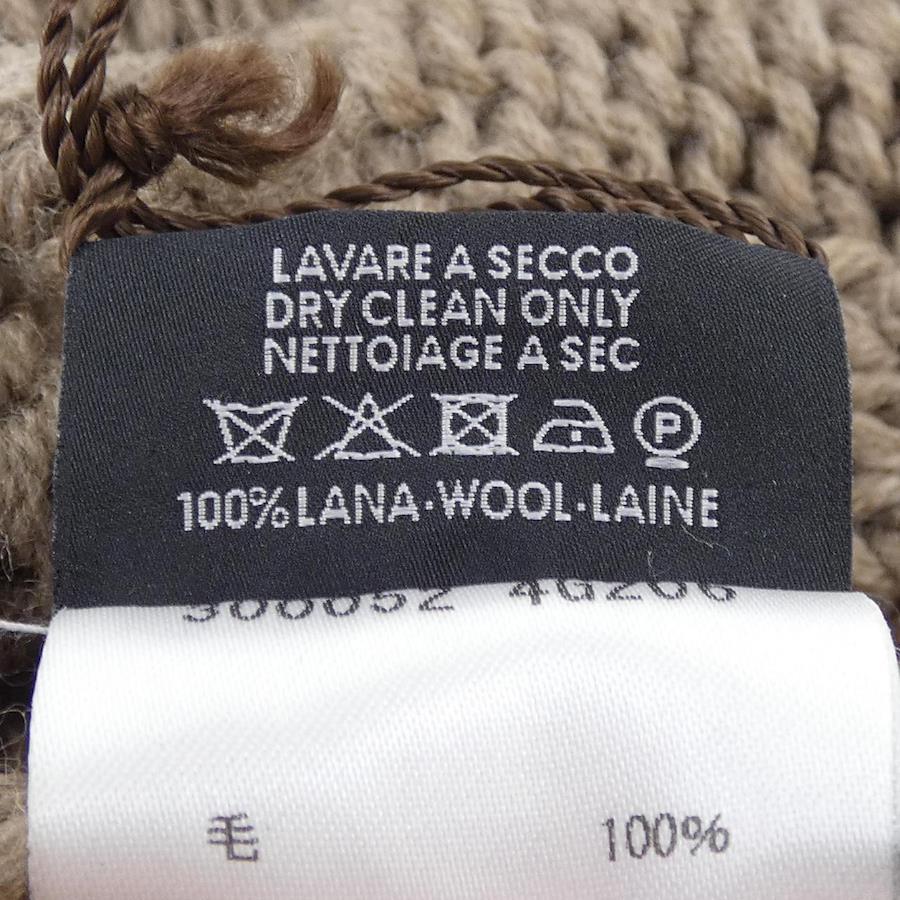 LAVARE A SECCO
DRY CLEAN ONLY
NETTOIAGE A SEC
P
100% LANA·WOOL·LAINE
毛 100%